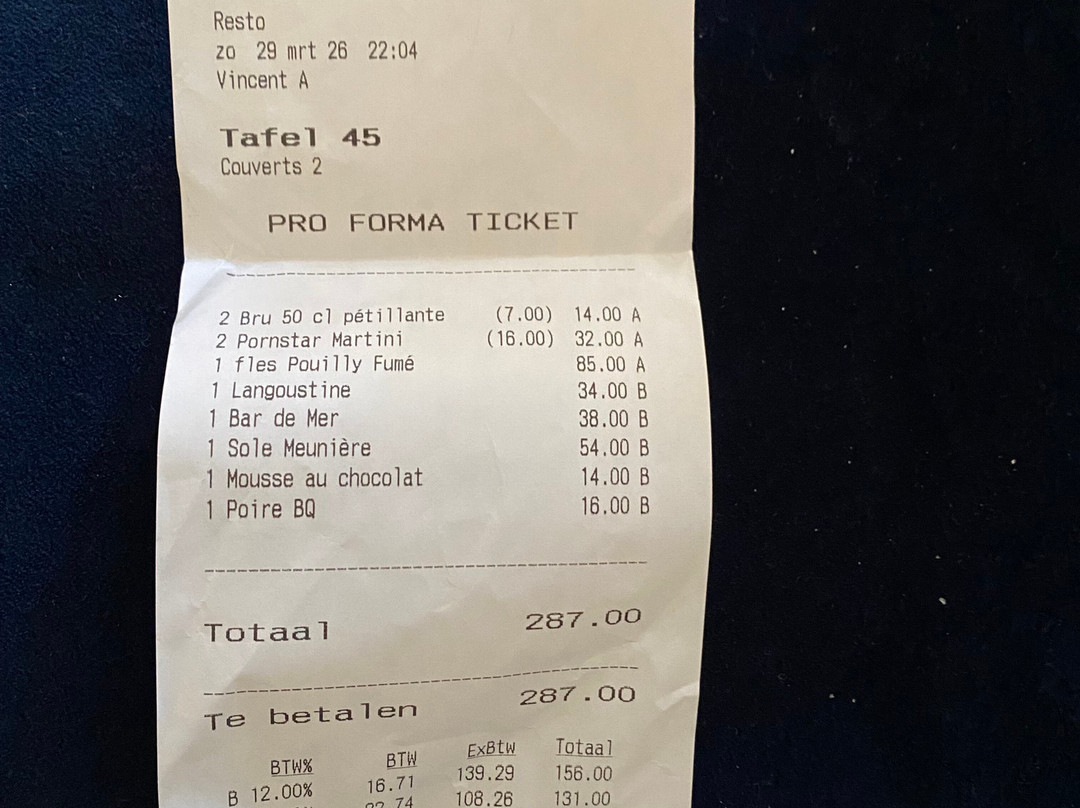 Resto
zo 29 mrt 26 22:04
Vincent A
Tafel 45
Couverts 2
PRO FORMA TICKET
2 Bru 50 cl pétillante (7.00) 14.00 A
2 Pornstar Martini (16.00) 32.00 A
1 fles Pouilly Fumé 85.00 A
1 Langoustine 34.00 B
1 Bar de Mer 38.00 B
1 Sole Meunière 54.00 B
1 Mousse au chocolat 14.00 B
1 Poire BQ 16.00 B
Totaal 287.00
Te betalen 287.00
BTW% BTW ExBtw Totaal
B 12.00% 16.71 139.29 156.00
108.26 131.00